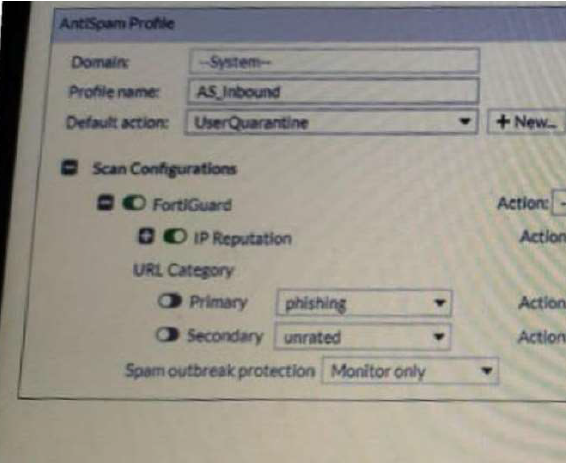 AntiSpam Profile
Domain: --System--
Profile name: AS_Inbound
Default action: UserQuarantine + New...
Scan Configurations
FortiGuard Action: -
IP Reputation Action
URL Category
Primary phishing Action
Secondary unrated Action
Spam outbreak protection Monitor only